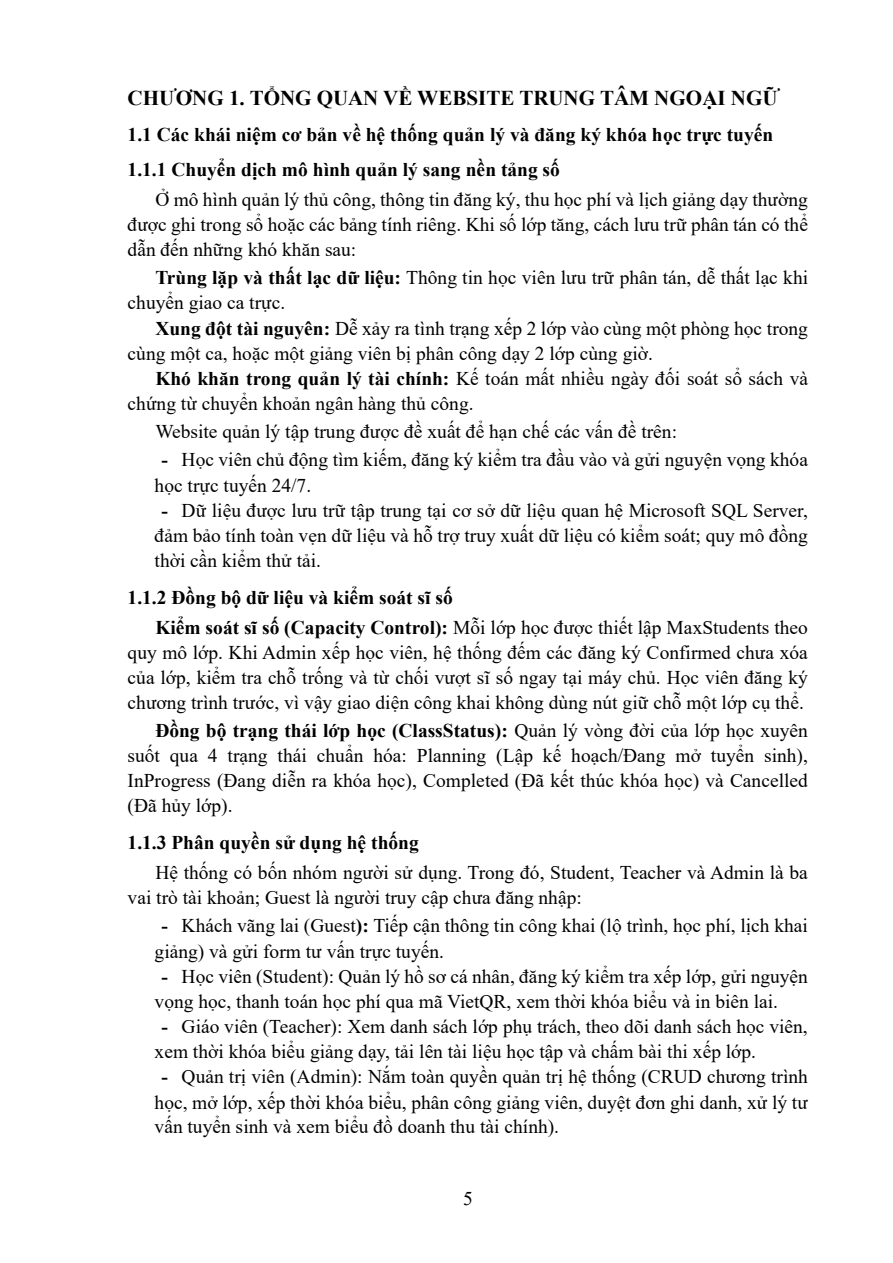 CHƯƠNG 1. TỔNG QUAN VỀ WEBSITE TRUNG TÂM NGOẠI NGỮ
1.1 Các khái niệm cơ bản về hệ thống quản lý và đăng ký khóa học trực tuyến
1.1.1 Chuyển dịch mô hình quản lý sang nền tảng số
Ở mô hình quản lý thủ công, thông tin đăng ký, thu học phí và lịch giảng dạy thường
được ghi trong sổ hoặc các bảng tính riêng. Khi số lớp tăng, cách lưu trữ phân tán có thể
dẫn đến những khó khăn sau:
Trùng lặp và thất lạc dữ liệu: Thông tin học viên lưu trữ phân tán, dễ thất lạc khi
chuyển giao ca trực.
Xung đột tài nguyên: Dễ xảy ra tình trạng xếp 2 lớp vào cùng một phòng học trong
cùng một ca, hoặc một giảng viên bị phân công dạy 2 lớp cùng giờ.
Khó khăn trong quản lý tài chính: Kế toán mất nhiều ngày đối soát sổ sách và
chứng từ chuyển khoản ngân hàng thủ công.
Website quản lý tập trung được đề xuất để hạn chế các vấn đề trên:
- Học viên chủ động tìm kiếm, đăng ký kiểm tra đầu vào và gửi nguyện vọng khóa
học trực tuyến 24/7.
- Dữ liệu được lưu trữ tập trung tại cơ sở dữ liệu quan hệ Microsoft SQL Server,
đảm bảo tính toàn vẹn dữ liệu và hỗ trợ truy xuất dữ liệu có kiểm soát; quy mô đồng
thời cần kiểm thử tải.
1.1.2 Đồng bộ dữ liệu và kiểm soát sĩ số
Kiểm soát sĩ số (Capacity Control): Mỗi lớp học được thiết lập MaxStudents theo
quy mô lớp. Khi Admin xếp học viên, hệ thống đếm các đăng ký Confirmed chưa xóa
của lớp, kiểm tra chỗ trống và từ chối vượt sĩ số ngay tại máy chủ. Học viên đăng ký
chương trình trước, vì vậy giao diện công khai không dùng nút giữ chỗ một lớp cụ thể.
Đồng bộ trạng thái lớp học (ClassStatus): Quản lý vòng đời của lớp học xuyên
suốt qua 4 trạng thái chuẩn hóa: Planning (Lập kế hoạch/Đang mở tuyển sinh),
InProgress (Đang diễn ra khóa học), Completed (Đã kết thúc khóa học) và Cancelled
(Đã hủy lớp).
1.1.3 Phân quyền sử dụng hệ thống
Hệ thống có bốn nhóm người sử dụng. Trong đó, Student, Teacher và Admin là ba
vai trò tài khoản; Guest là người truy cập chưa đăng nhập:
- Khách vãng lai (Guest): Tiếp cận thông tin công khai (lộ trình, học phí, lịch khai
giảng) và gửi form tư vấn trực tuyến.
- Học viên (Student): Quản lý hồ sơ cá nhân, đăng ký kiểm tra xếp lớp, gửi nguyện
vọng học, thanh toán học phí qua mã VietQR, xem thời khóa biểu và in biên lai.
- Giáo viên (Teacher): Xem danh sách lớp phụ trách, theo dõi danh sách học viên,
xem thời khóa biểu giảng dạy, tải lên tài liệu học tập và chấm bài thi xếp lớp.
- Quản trị viên (Admin): Nắm toàn quyền quản trị hệ thống (CRUD chương trình
học, mở lớp, xếp thời khóa biểu, phân công giảng viên, duyệt đơn ghi danh, xử lý tư
vấn tuyển sinh và xem biểu đồ doanh thu tài chính).
5